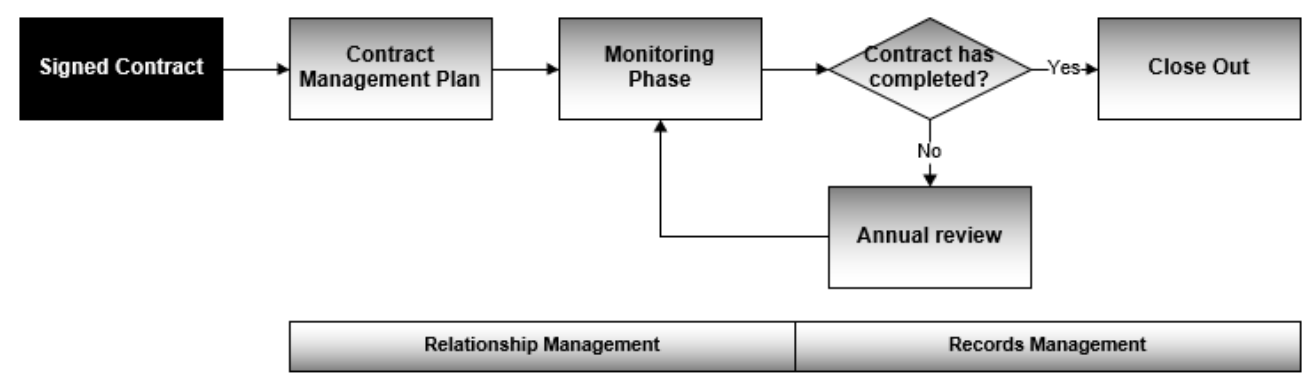 Signed Contract
Contract
Management Plan
Monitoring
Phase
Contract has
completed?
Yes
Close Out
No
Annual review
Relationship Management
Records Management